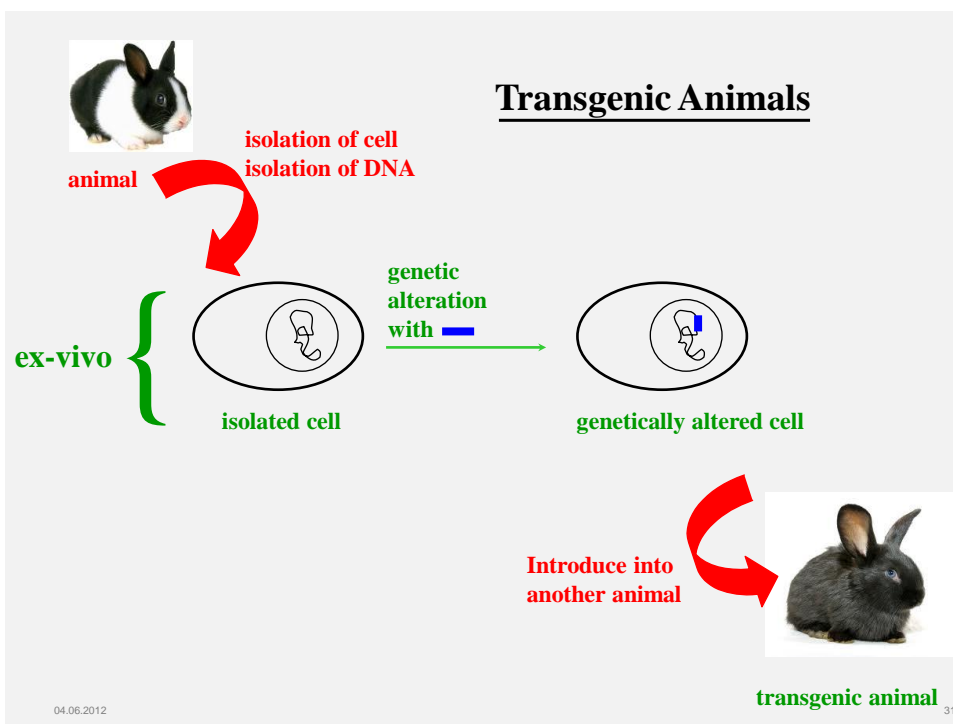 Transgenic Animals
isolation of cell
isolation of DNA
animal
genetic
alteration
with
ex-vivo
isolated cell
genetically altered cell
Introduce into
another animal
transgenic animal
04.06.2012
31